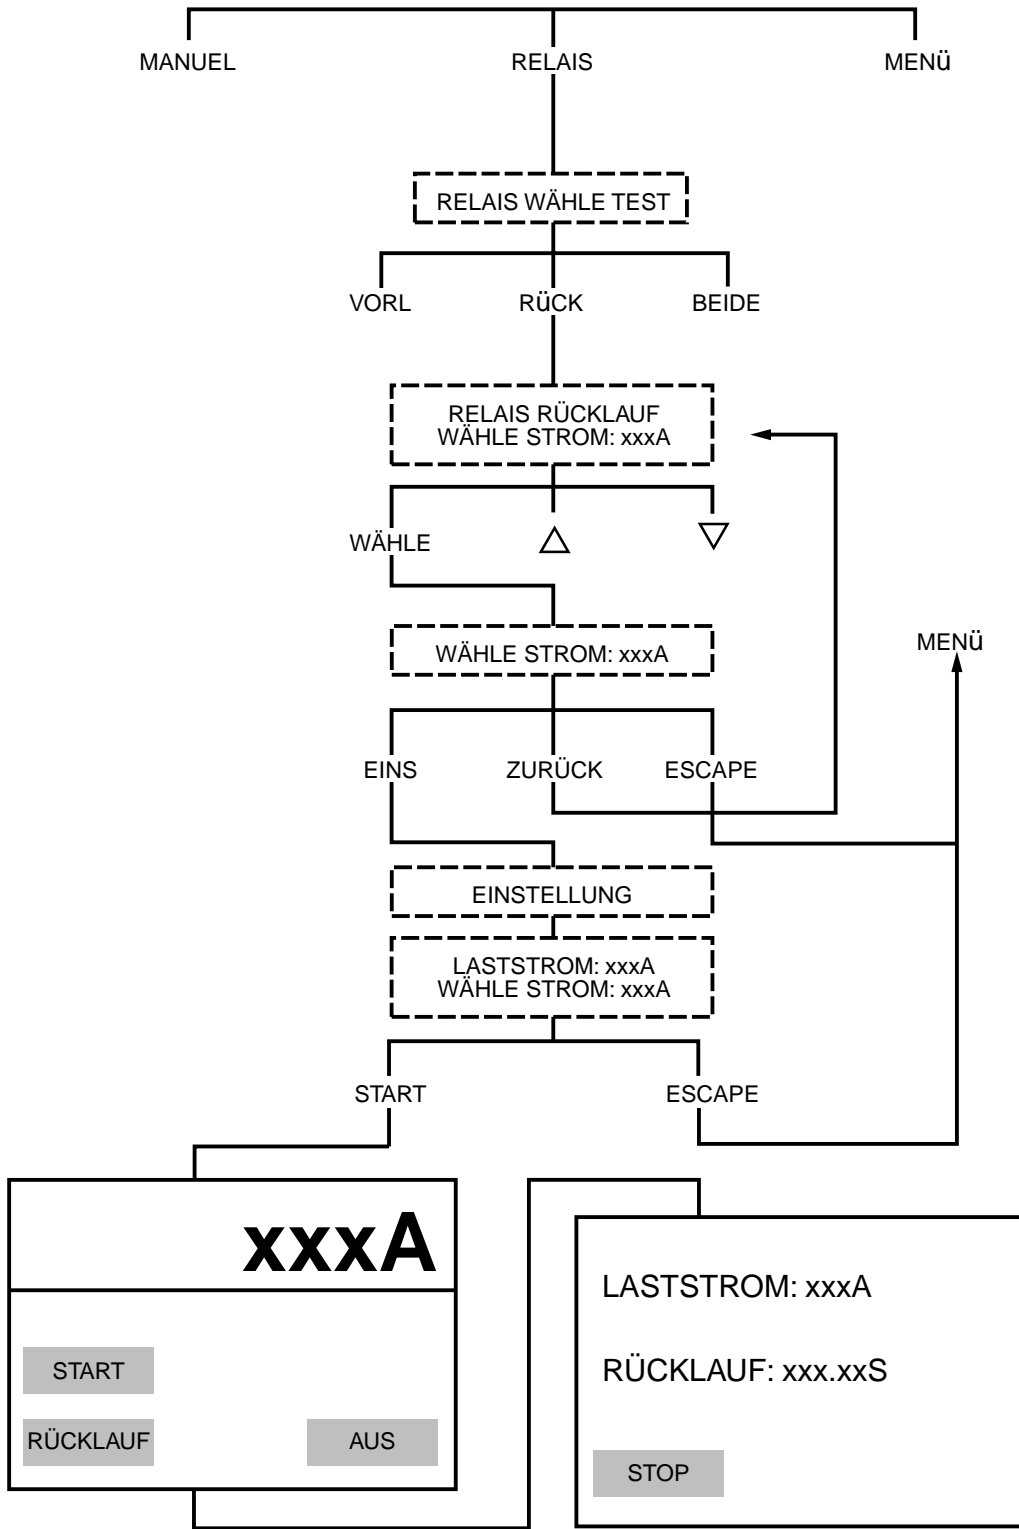 MANUEL RELAIS MENü
RELAIS WÄHLE TEST
VORL RüCK BEIDE
RELAIS RÜCKLAUF
WÄHLE STROM: xxxA
WÄHLE
WÄHLE STROM: xxxA
MENü
EINS ZURÜCK ESCAPE
EINSTELLUNG
LASTSTROM: xxxA
WÄHLE STROM: xxxA
START ESCAPE
xxxA
START
RÜCKLAUF AUS
LASTSTROM: xxxA
RÜCKLAUF: xxx.xxS
STOP